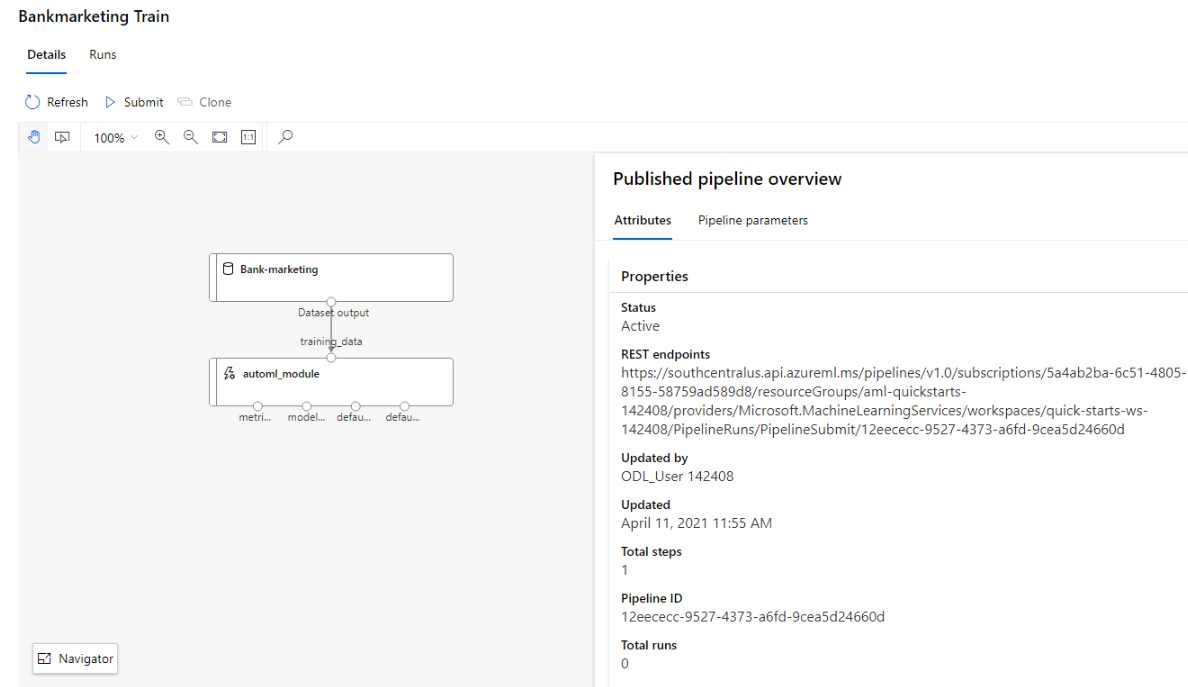 Bankmarketing Train
Details Runs
Refresh Submit Clone
100% 1:1
Bank-marketing
Dataset output
training_data
automl_module
metri... model... defau... defau...
Navigator
Published pipeline overview
Attributes Pipeline parameters
Properties
Status
Active
REST endpoints
https://southcentralus.api.azureml.ms/pipelines/v1.0/subscriptions/5a4ab2ba-6c51-4805-
8155-58759ad589d8/resourceGroups/aml-quickstarts-
142408/providers/Microsoft.MachineLearningServices/workspaces/quick-starts-ws-
142408/PipelineRuns/PipelineSubmit/12eececc-9527-4373-a6fd-9cea5d24660d
Updated by
ODL_User 142408
Updated
April 11, 2021 11:55 AM
Total steps
1
Pipeline ID
12eececc-9527-4373-a6fd-9cea5d24660d
Total runs
0